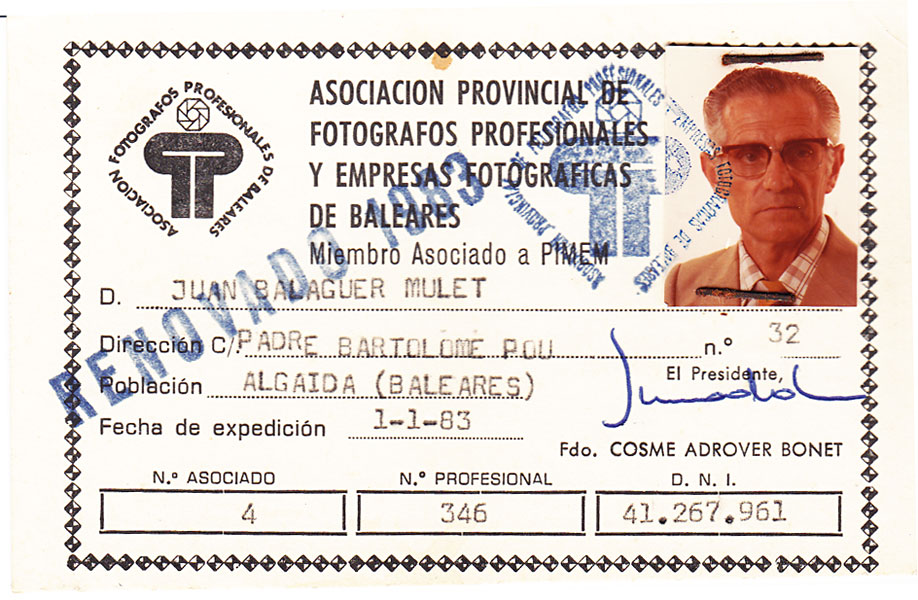 ASOCIACION FOTOGRAFOS PROFESIONALES DE BALEARES
ASOCIACION PROVINCIAL DE
FOTOGRAFOS PROFESIONALES
Y EMPRESAS FOTOGRAFICAS
DE BALEARES
Miembro Asociado a PIMEM
RENOVADO 1983
D. JUAN BALAGUER MULET
Dirección C/. PADRE BARTOLOME POU n.º 32
Población ALGAIDA (BALEARES)
El Presidente,
Fecha de expedición 1-1-83
Fdo. COSME ADROVER BONET
N.º ASOCIADO N.º PROFESIONAL D. N. I.
4 346 41.267.961